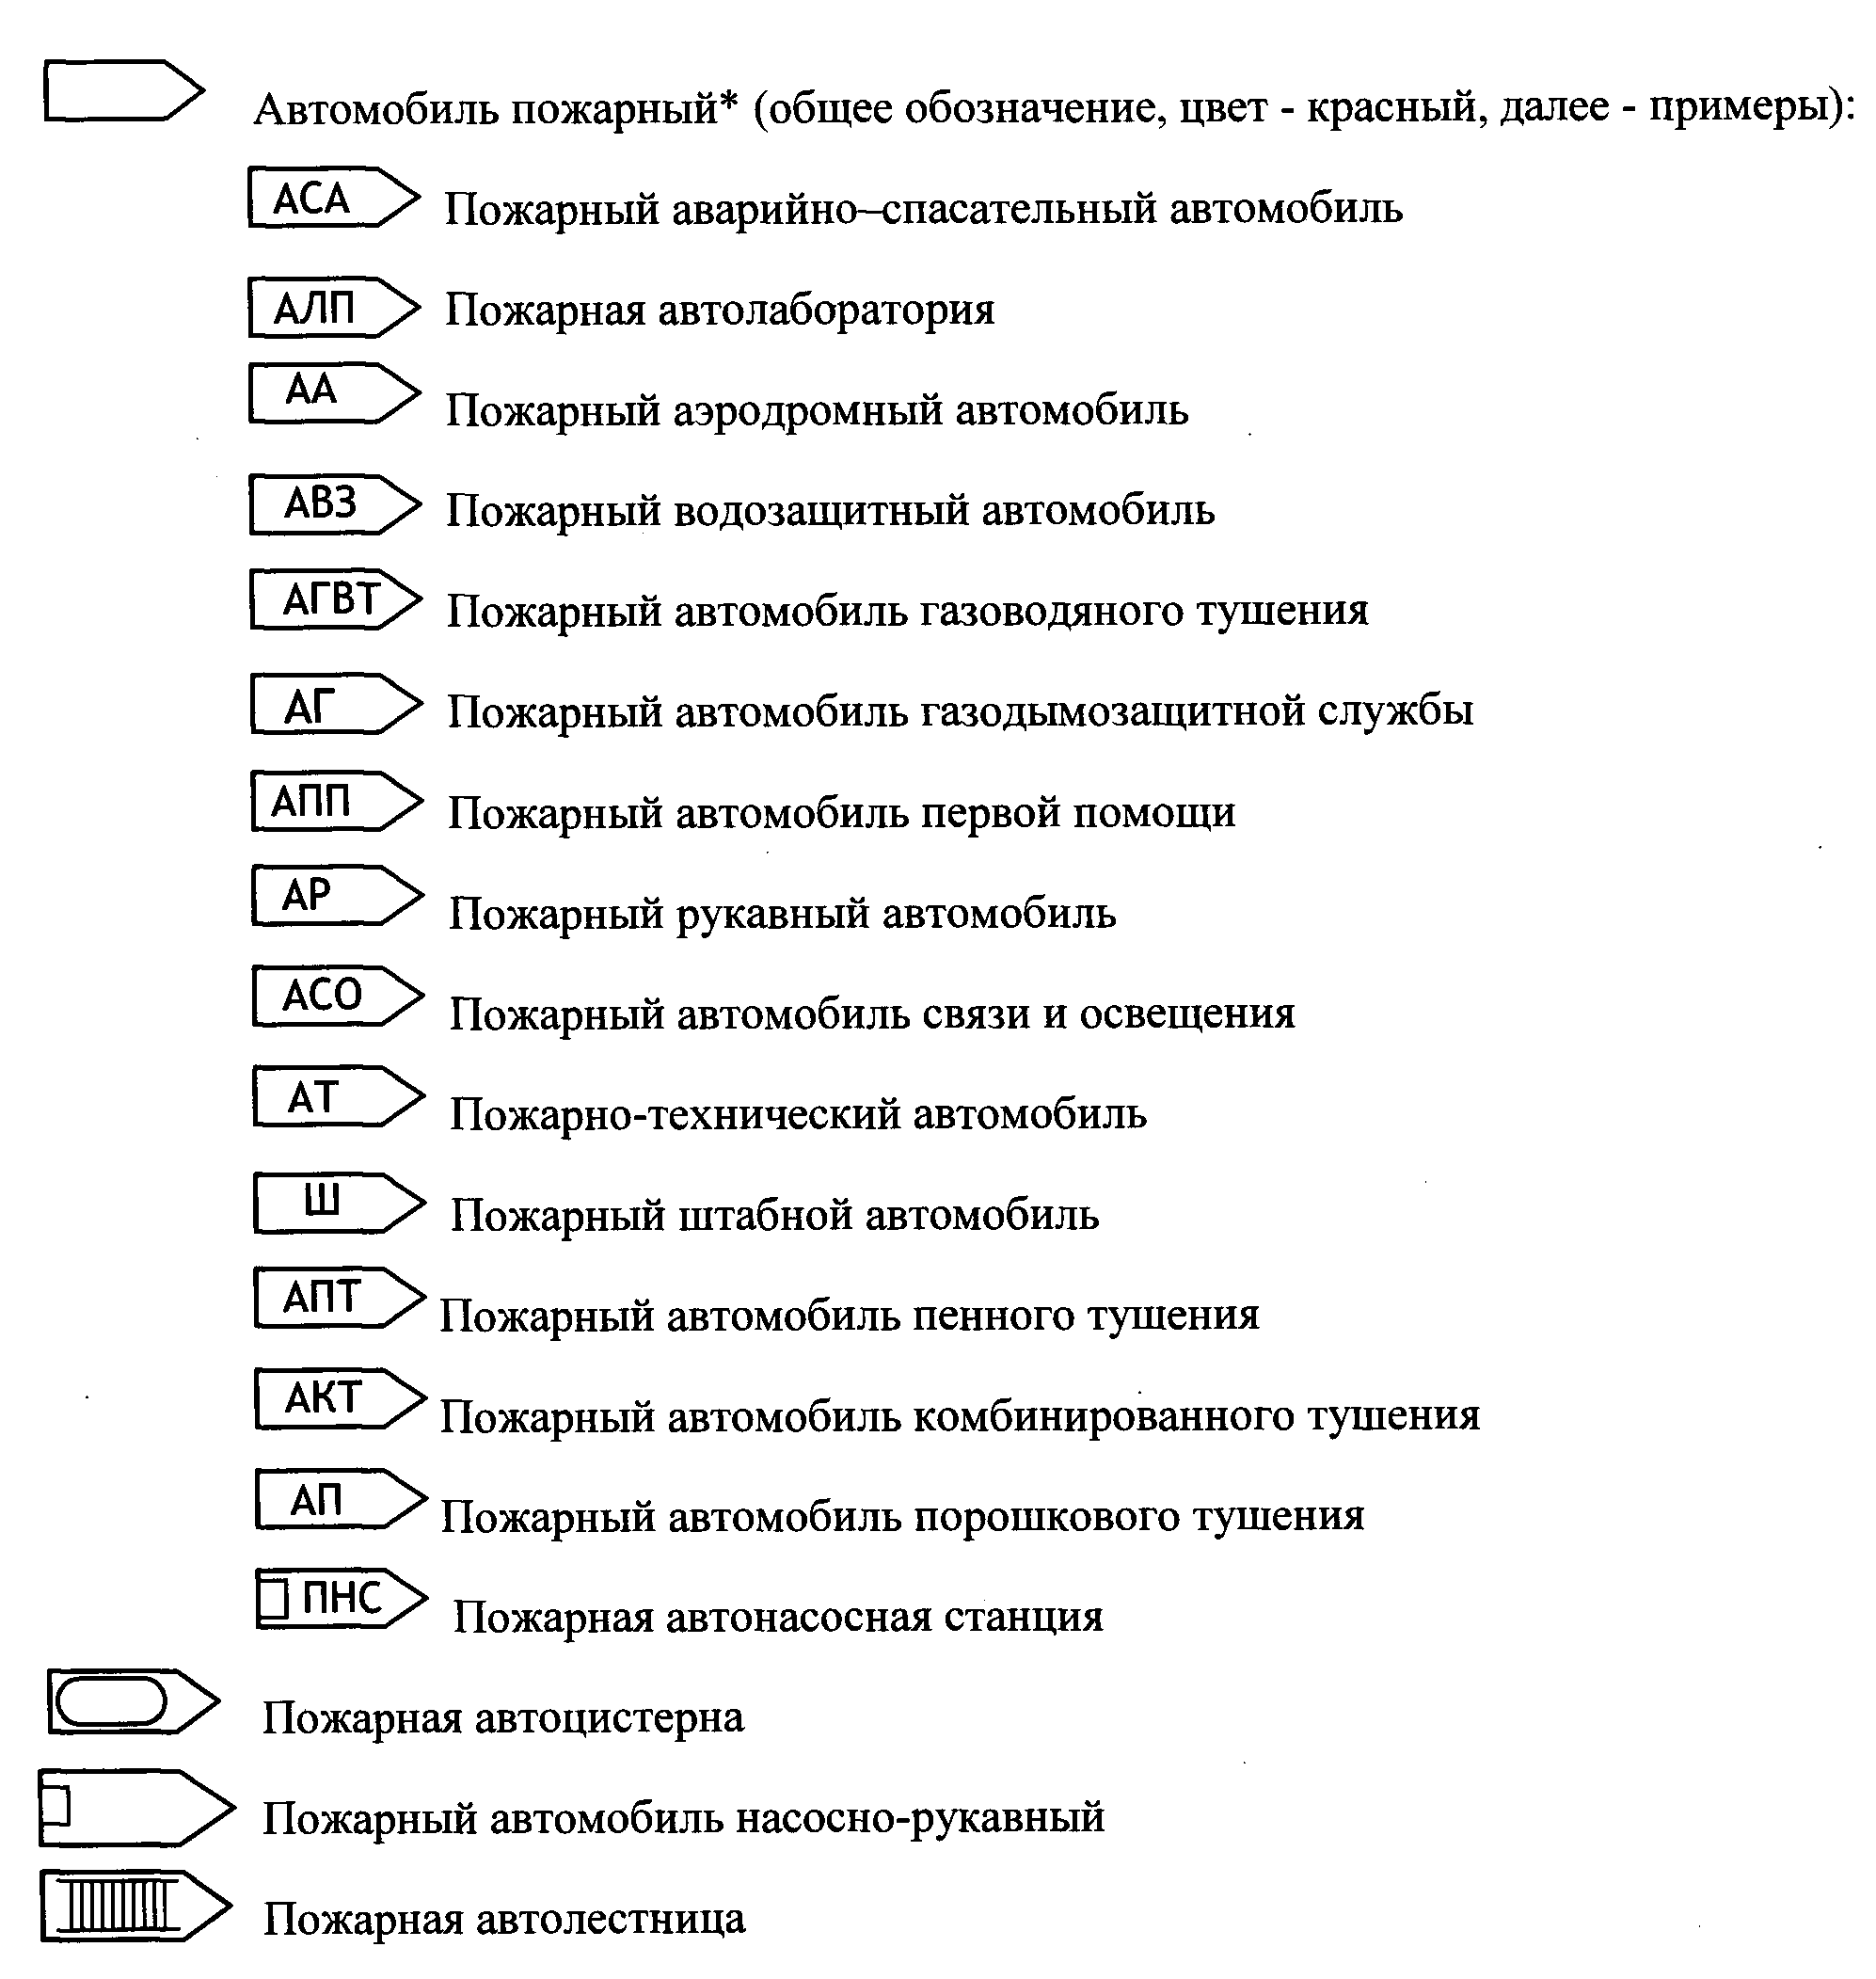 Автомобиль пожарный* (общее обозначение, цвет - красный, далее - примеры):
АСА Пожарный аварийно–спасательный автомобиль
АЛП Пожарная автолаборатория
АА Пожарный аэродромный автомобиль
АВЗ Пожарный водозащитный автомобиль
АГВТ Пожарный автомобиль газоводяного тушения
АГ Пожарный автомобиль газодымозащитной службы
АПП Пожарный автомобиль первой помощи
АР Пожарный рукавный автомобиль
АСО Пожарный автомобиль связи и освещения
АТ Пожарно-технический автомобиль
Ш Пожарный штабной автомобиль
АПТ Пожарный автомобиль пенного тушения
АКТ Пожарный автомобиль комбинированного тушения
АП Пожарный автомобиль порошкового тушения
ПНС Пожарная автонасосная станция
Пожарная автоцистерна
Пожарный автомобиль насосно-рукавный
Пожарная автолестница